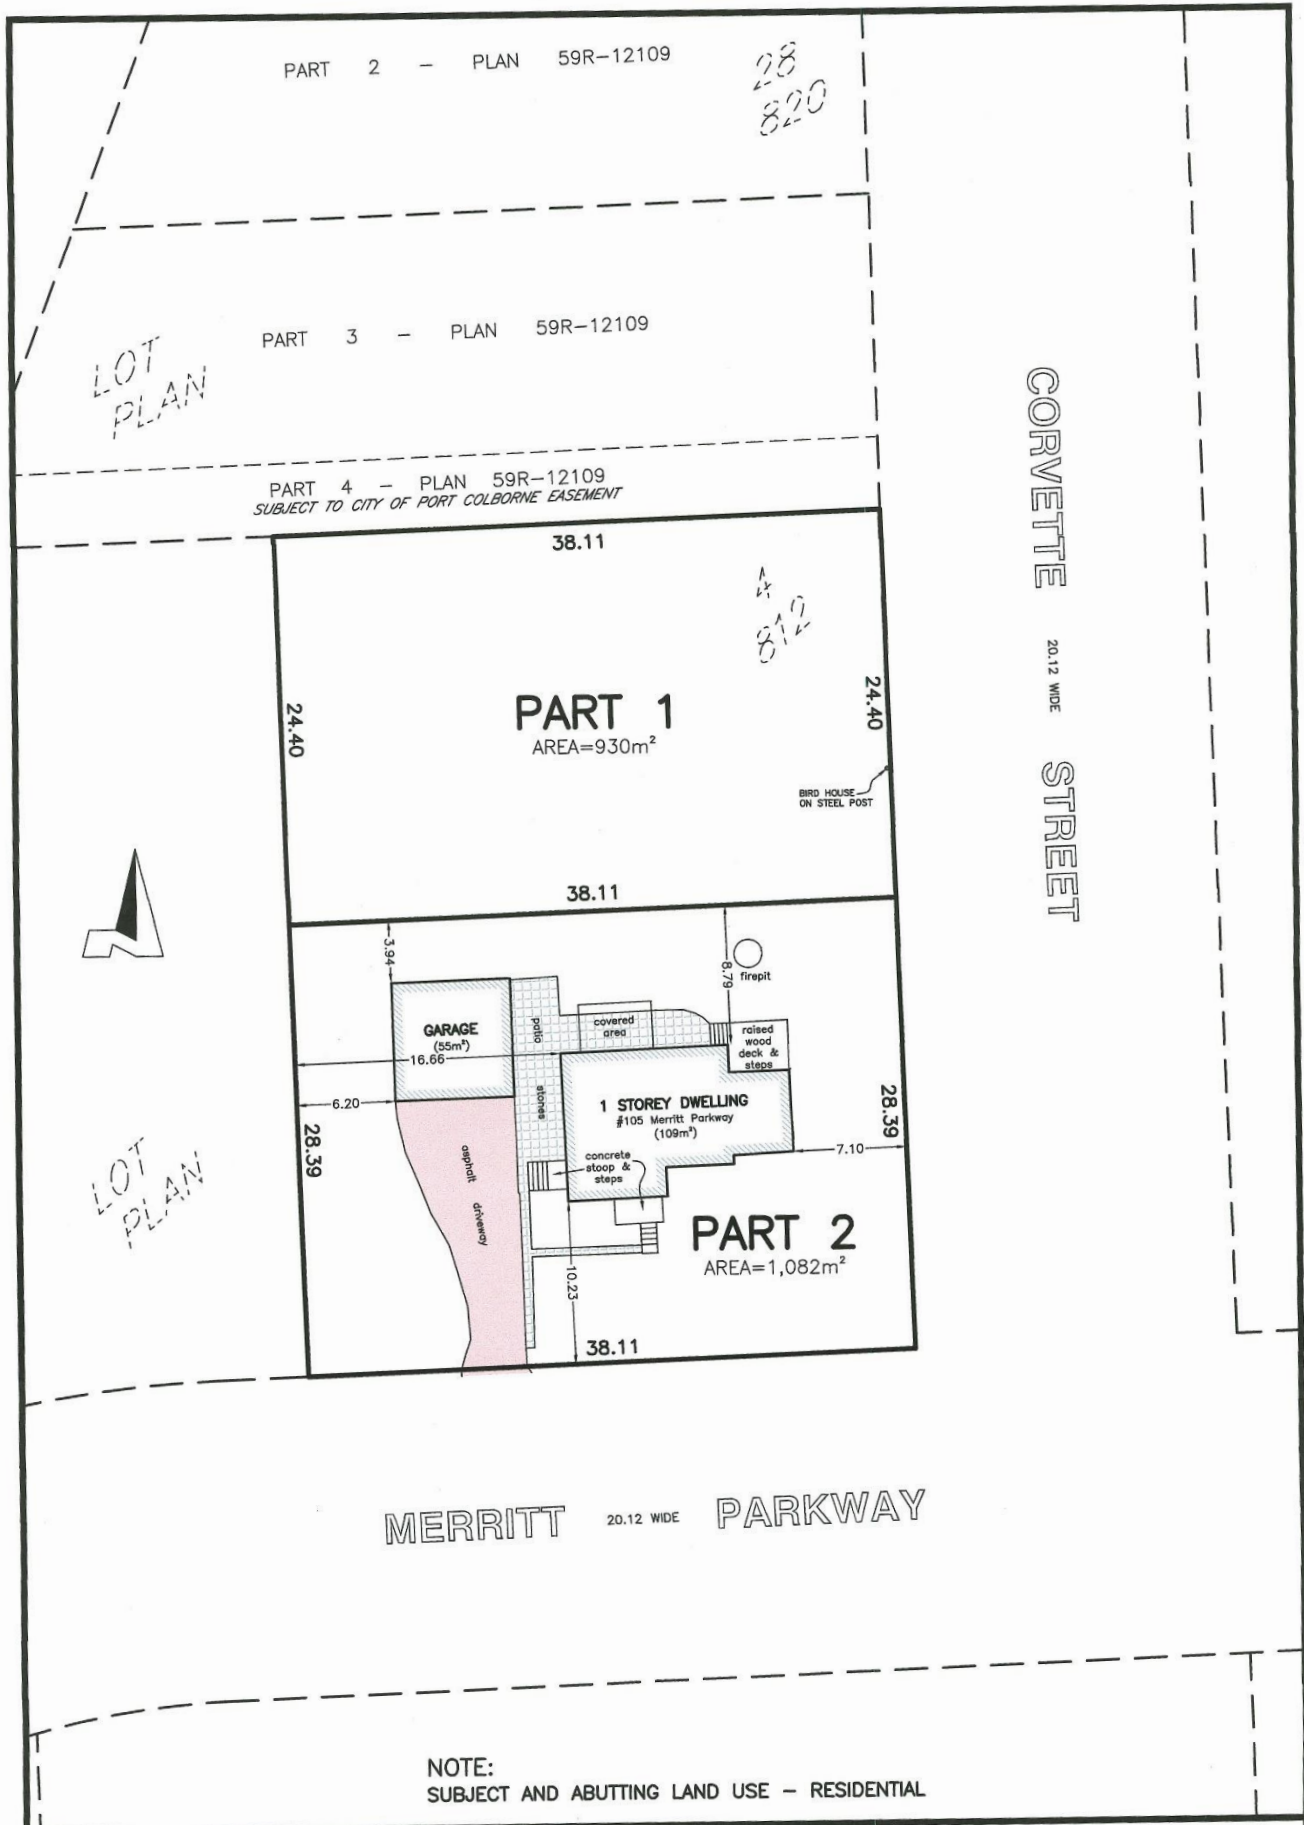 PART 2 - PLAN 59R-12109
28
820
LOT
PLAN
PART 3 - PLAN 59R-12109
PART 4 - PLAN 59R-12109
SUBJECT TO CITY OF PORT COLBORNE EASEMENT
CORVETTE 20.12 WIDE STREET
38.11
4
812
24.40
PART 1
AREA=930m²
24.40
BIRD HOUSE
ON STEEL POST
38.11
3.94
8.79
firepit
GARAGE
(55m²)
patio stones
covered
area
raised
wood
deck &
steps
16.66
6.20
28.39
1 STOREY DWELLING
#105 Merritt Parkway
(109m²)
28.39
7.10
concrete
stoop &
steps
asphalt driveway
LOT
PLAN
PART 2
AREA=1,082m²
10.23
38.11
MERRITT 20.12 WIDE PARKWAY
NOTE:
SUBJECT AND ABUTTING LAND USE - RESIDENTIAL